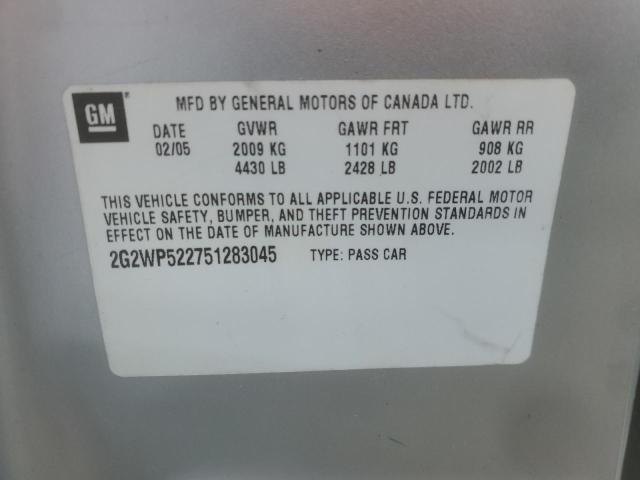 GM®
MFD BY GENERAL MOTORS OF CANADA LTD.
DATE GVWR GAWR FRT GAWR RR
02/05 2009 KG 1101 KG 908 KG
4430 LB 2428 LB 2002 LB
THIS VEHICLE CONFORMS TO ALL APPLICABLE U.S. FEDERAL MOTOR
VEHICLE SAFETY, BUMPER, AND THEFT PREVENTION STANDARDS IN
EFFECT ON THE DATE OF MANUFACTURE SHOWN ABOVE.
2G2WP522751283045 TYPE: PASS CAR